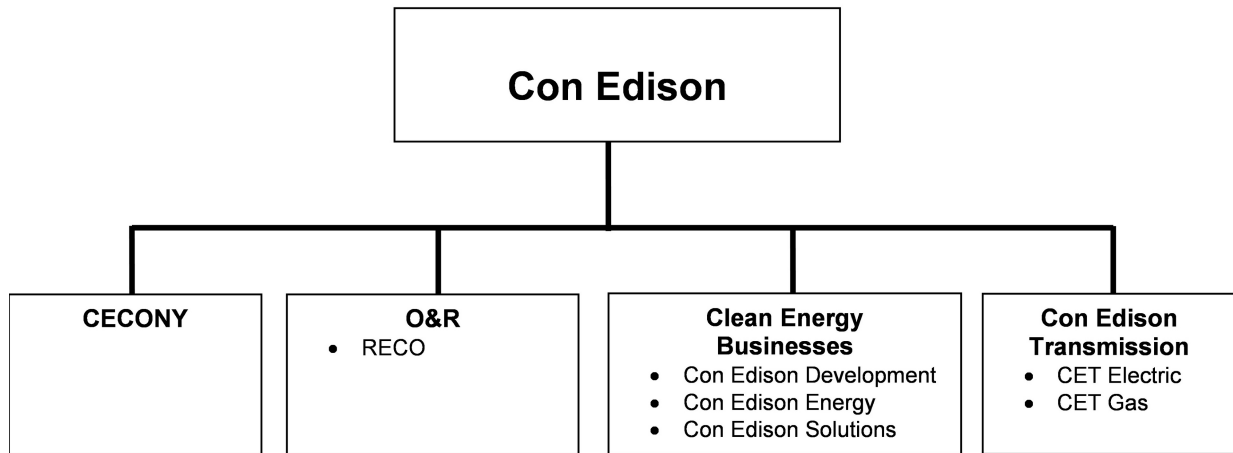 Con Edison
CECONY
O&R
• RECO
Clean Energy
Businesses
• Con Edison Development
• Con Edison Energy
• Con Edison Solutions
Con Edison
Transmission
• CET Electric
• CET Gas